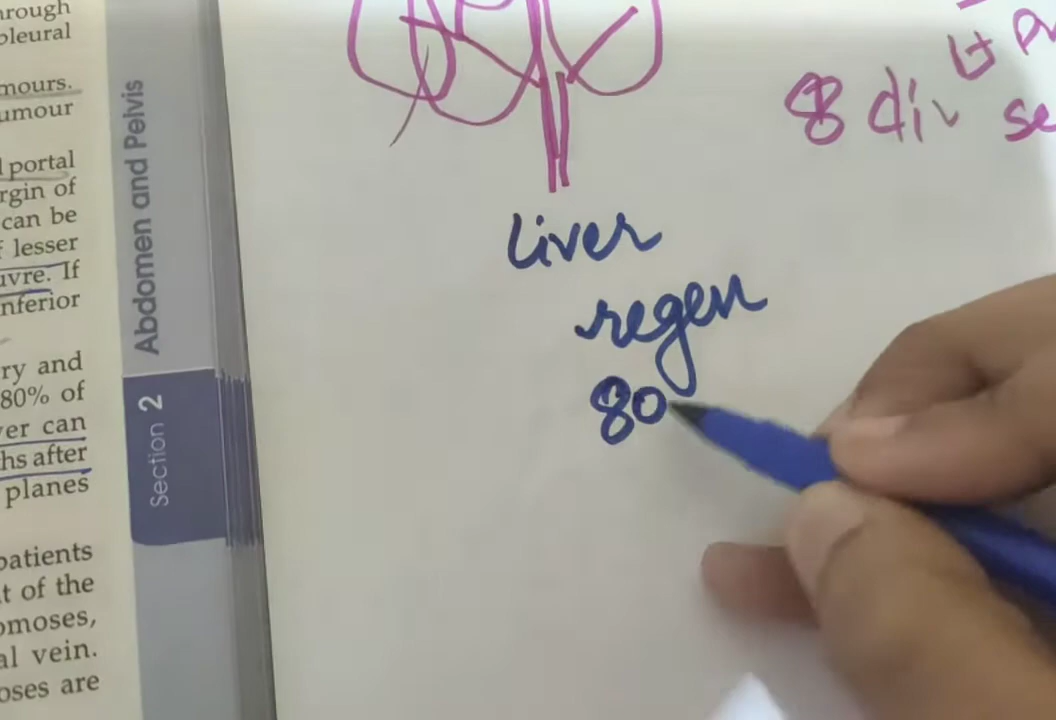 hrough
pleural
mours.
umour
portal
rgin of
can be
lesser
uvre. If
nferior
ry and
80% of
ver can
hs after
planes
patients
t of the
omoses,
al vein.
oses are
Section 2 Abdomen and Pelvis
8 div
se
Liver
regen
80